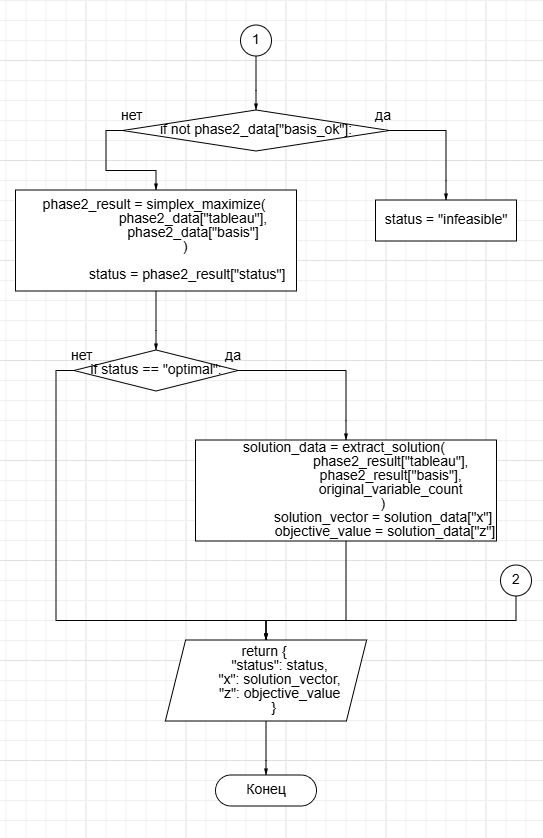 1
нет
да
if not phase2_data["basis_ok"]:
phase2_result = simplex_maximize(
phase2_data["tableau"],
phase2_data["basis"]
)
status = phase2_result["status"]
status = "infeasible"
нет
да
if status == "optimal":
solution_data = extract_solution(
phase2_result["tableau"],
phase2_result["basis"],
original_variable_count
)
solution_vector = solution_data["x"]
objective_value = solution_data["z"]
2
return {
"status": status,
"x": solution_vector,
"z": objective_value
}
Конец